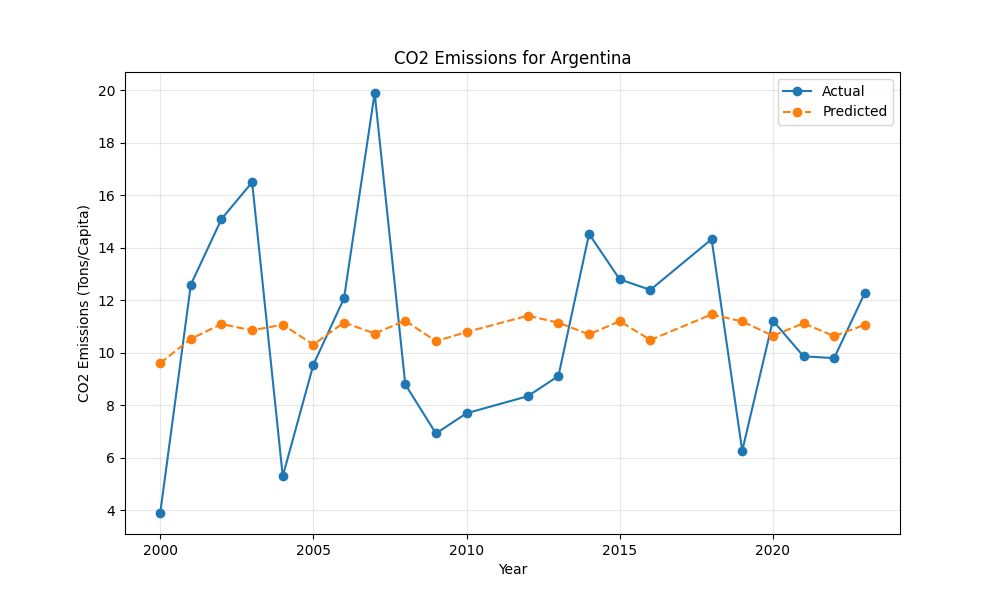 CO2 Emissions for Argentina
Actual
Predicted
CO2 Emissions (Tons/Capita)
20
18
16
14
12
10
8
6
4
2000
2005
2010
2015
2020
Year